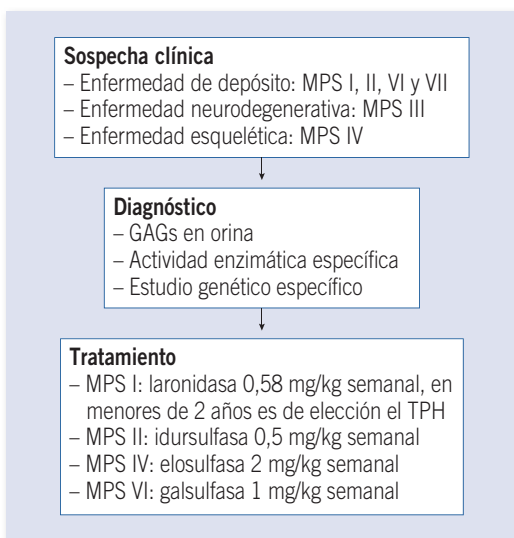 Sospecha clínica
– Enfermedad de depósito: MPS I, II, VI y VII
– Enfermedad neurodegenerativa: MPS III
– Enfermedad esquelética: MPS IV
Diagnóstico
– GAGs en orina
– Actividad enzimática específica
– Estudio genético específico
Tratamiento
– MPS I: laronidasa 0,58 mg/kg semanal, en
menores de 2 años es de elección el TPH
– MPS II: idursulfasa 0,5 mg/kg semanal
– MPS IV: elosulfasa 2 mg/kg semanal
– MPS VI: galsulfasa 1 mg/kg semanal